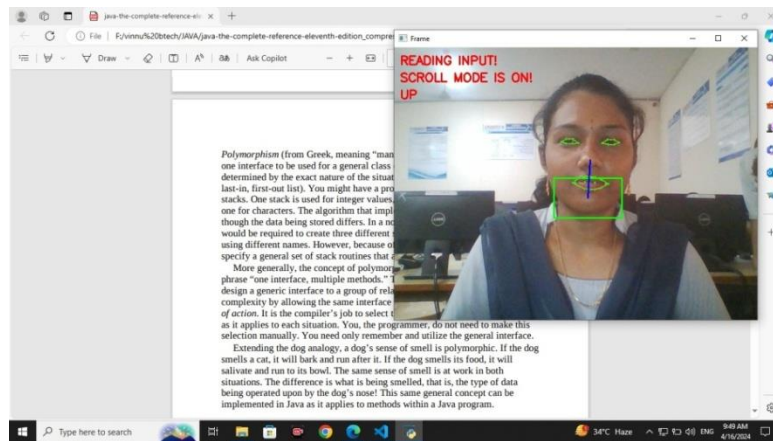 java-the-complete-reference-ele
File F:/vinnu%20btech/JAVA/java-the-complete-reference-eleventh-edition_compres
Draw
Ask Copilot
Frame
READING INPUT!
SCROLL MODE IS ON!
UP
Polymorphism (from Greek, meaning "man
one interface to be used for a general class
determined by the exact nature of the situat
last-in, first-out list). You might have a pro
stacks. One stack is used for integer values,
one for characters. The algorithm that imple
though the data being stored differs. In a no
would be required to create three different
using different names. However, because of
specify a general set of stack routines that
More generally, the concept of polymor
phrase "one interface, multiple methods." T
design a generic interface to a group of rela
complexity by allowing the same interface
of action. It is the compiler's job to select t
as it applies to each situation. You, the programmer, do not need to make this
selection manually. You need only remember and utilize the general interface.
Extending the dog analogy, a dog's sense of smell is polymorphic. If the dog
smells a cat, it will bark and run after it. If the dog smells its food, it will
salivate and run to its bowl. The same sense of smell is at work in both
situations. The difference is what is being smelled, that is, the type of data
being operated upon by the dog's nose! This same general concept can be
implemented in Java as it applies to methods within a Java program.
Type here to search
34°C Haze
ENG
9:49 AM
4/16/2024